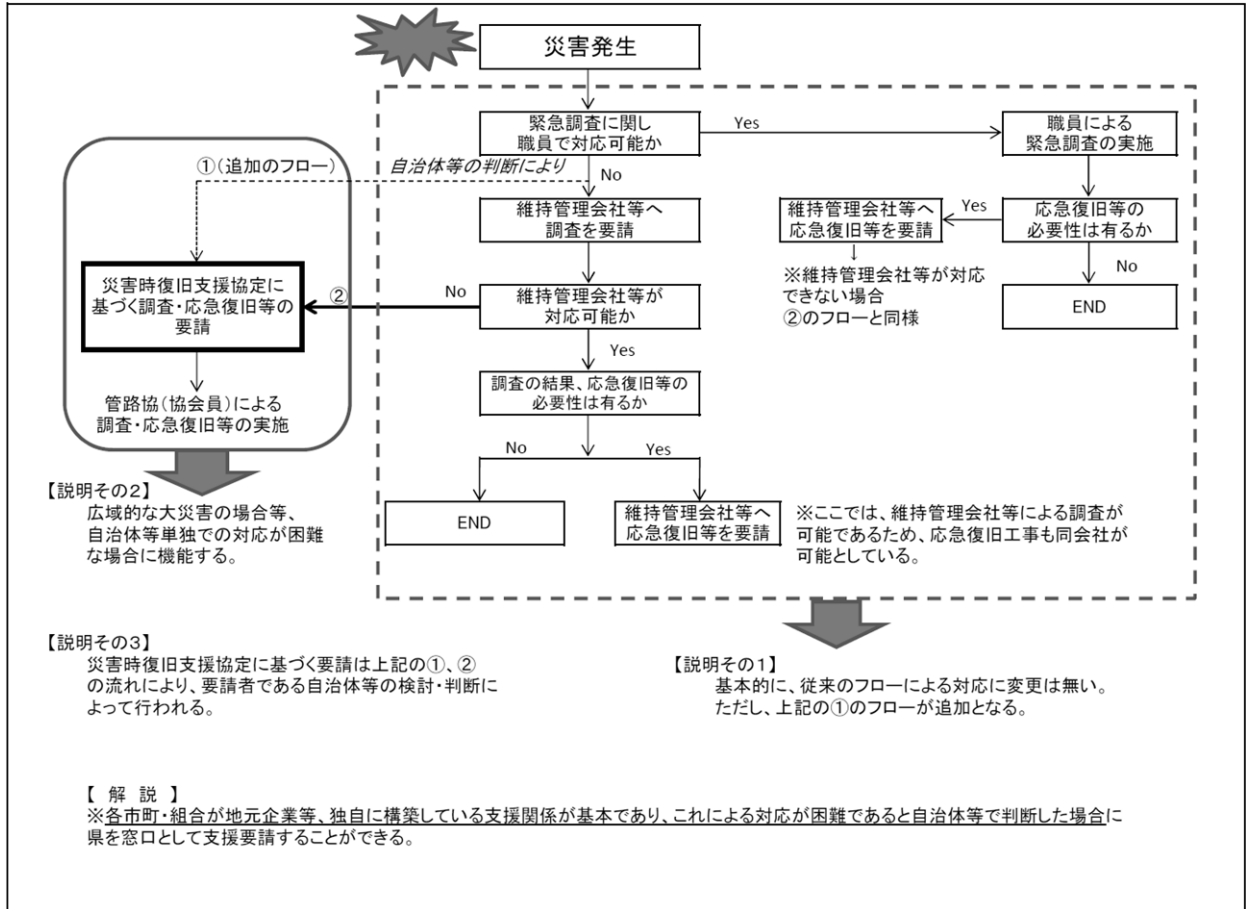 災害発生
緊急調査に関し
職員で対応可能か
Yes
職員による
緊急調査の実施
①(追加のフロー)
自治体等の判断により
No
維持管理会社等へ
調査を要請
維持管理会社等へ
応急復旧等を要請
Yes
応急復旧等の
必要性は有るか
↓
※維持管理会社等が対応
できない場合
②のフローと同様
No
END
災害時復旧支援協定に
基づく調査・応急復旧等の
要請
②
No
維持管理会社等が
対応可能か
Yes
管路協(協会員)による
調査・応急復旧等の実施
調査の結果、応急復旧等の
必要性は有るか
No
Yes
END
維持管理会社等へ
応急復旧等を要請
※ここでは、維持管理会社等による調査が
可能であるため、応急復旧工事も同会社が
可能としている。
【説明その2】
広域的な大災害の場合等、
自治体等単独での対応が困難
な場合に機能する。
【説明その3】
災害時復旧支援協定に基づく要請は上記の①、②
の流れにより、要請者である自治体等の検討・判断に
よって行われる。
【説明その1】
基本的に、従来のフローによる対応に変更は無い。
ただし、上記の①のフローが追加となる。
【 解 説 】
※各市町・組合が地元企業等、独自に構築している支援関係が基本であり、これによる対応が困難であると自治体等で判断した場合に
県を窓口として支援要請することができる。